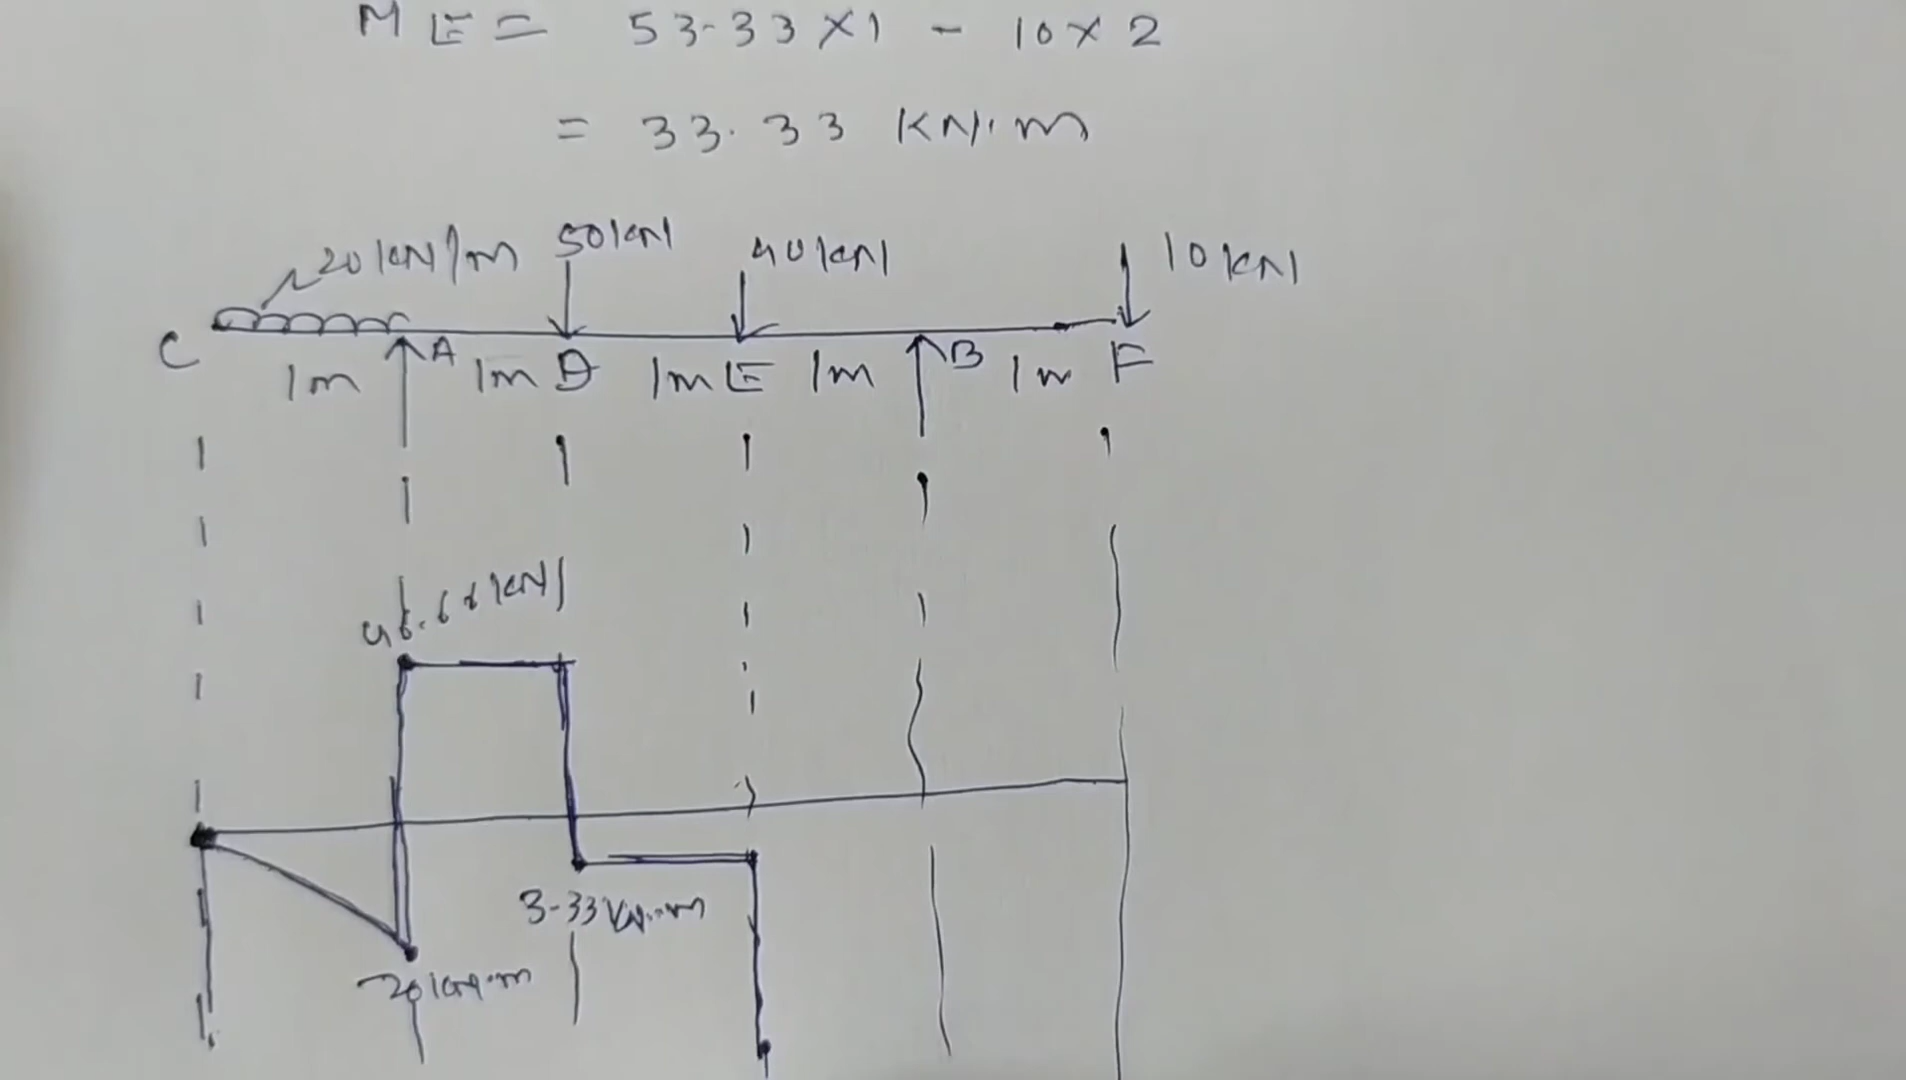 ME = 53.33 x 1 - 10 x 2
= 33.33 KN.m
20 kN/m 50 kN 40 kN 10 kN
C 1m A 1m D 1m E 1m B 1m F
3.33 KN.m
20 kN.m